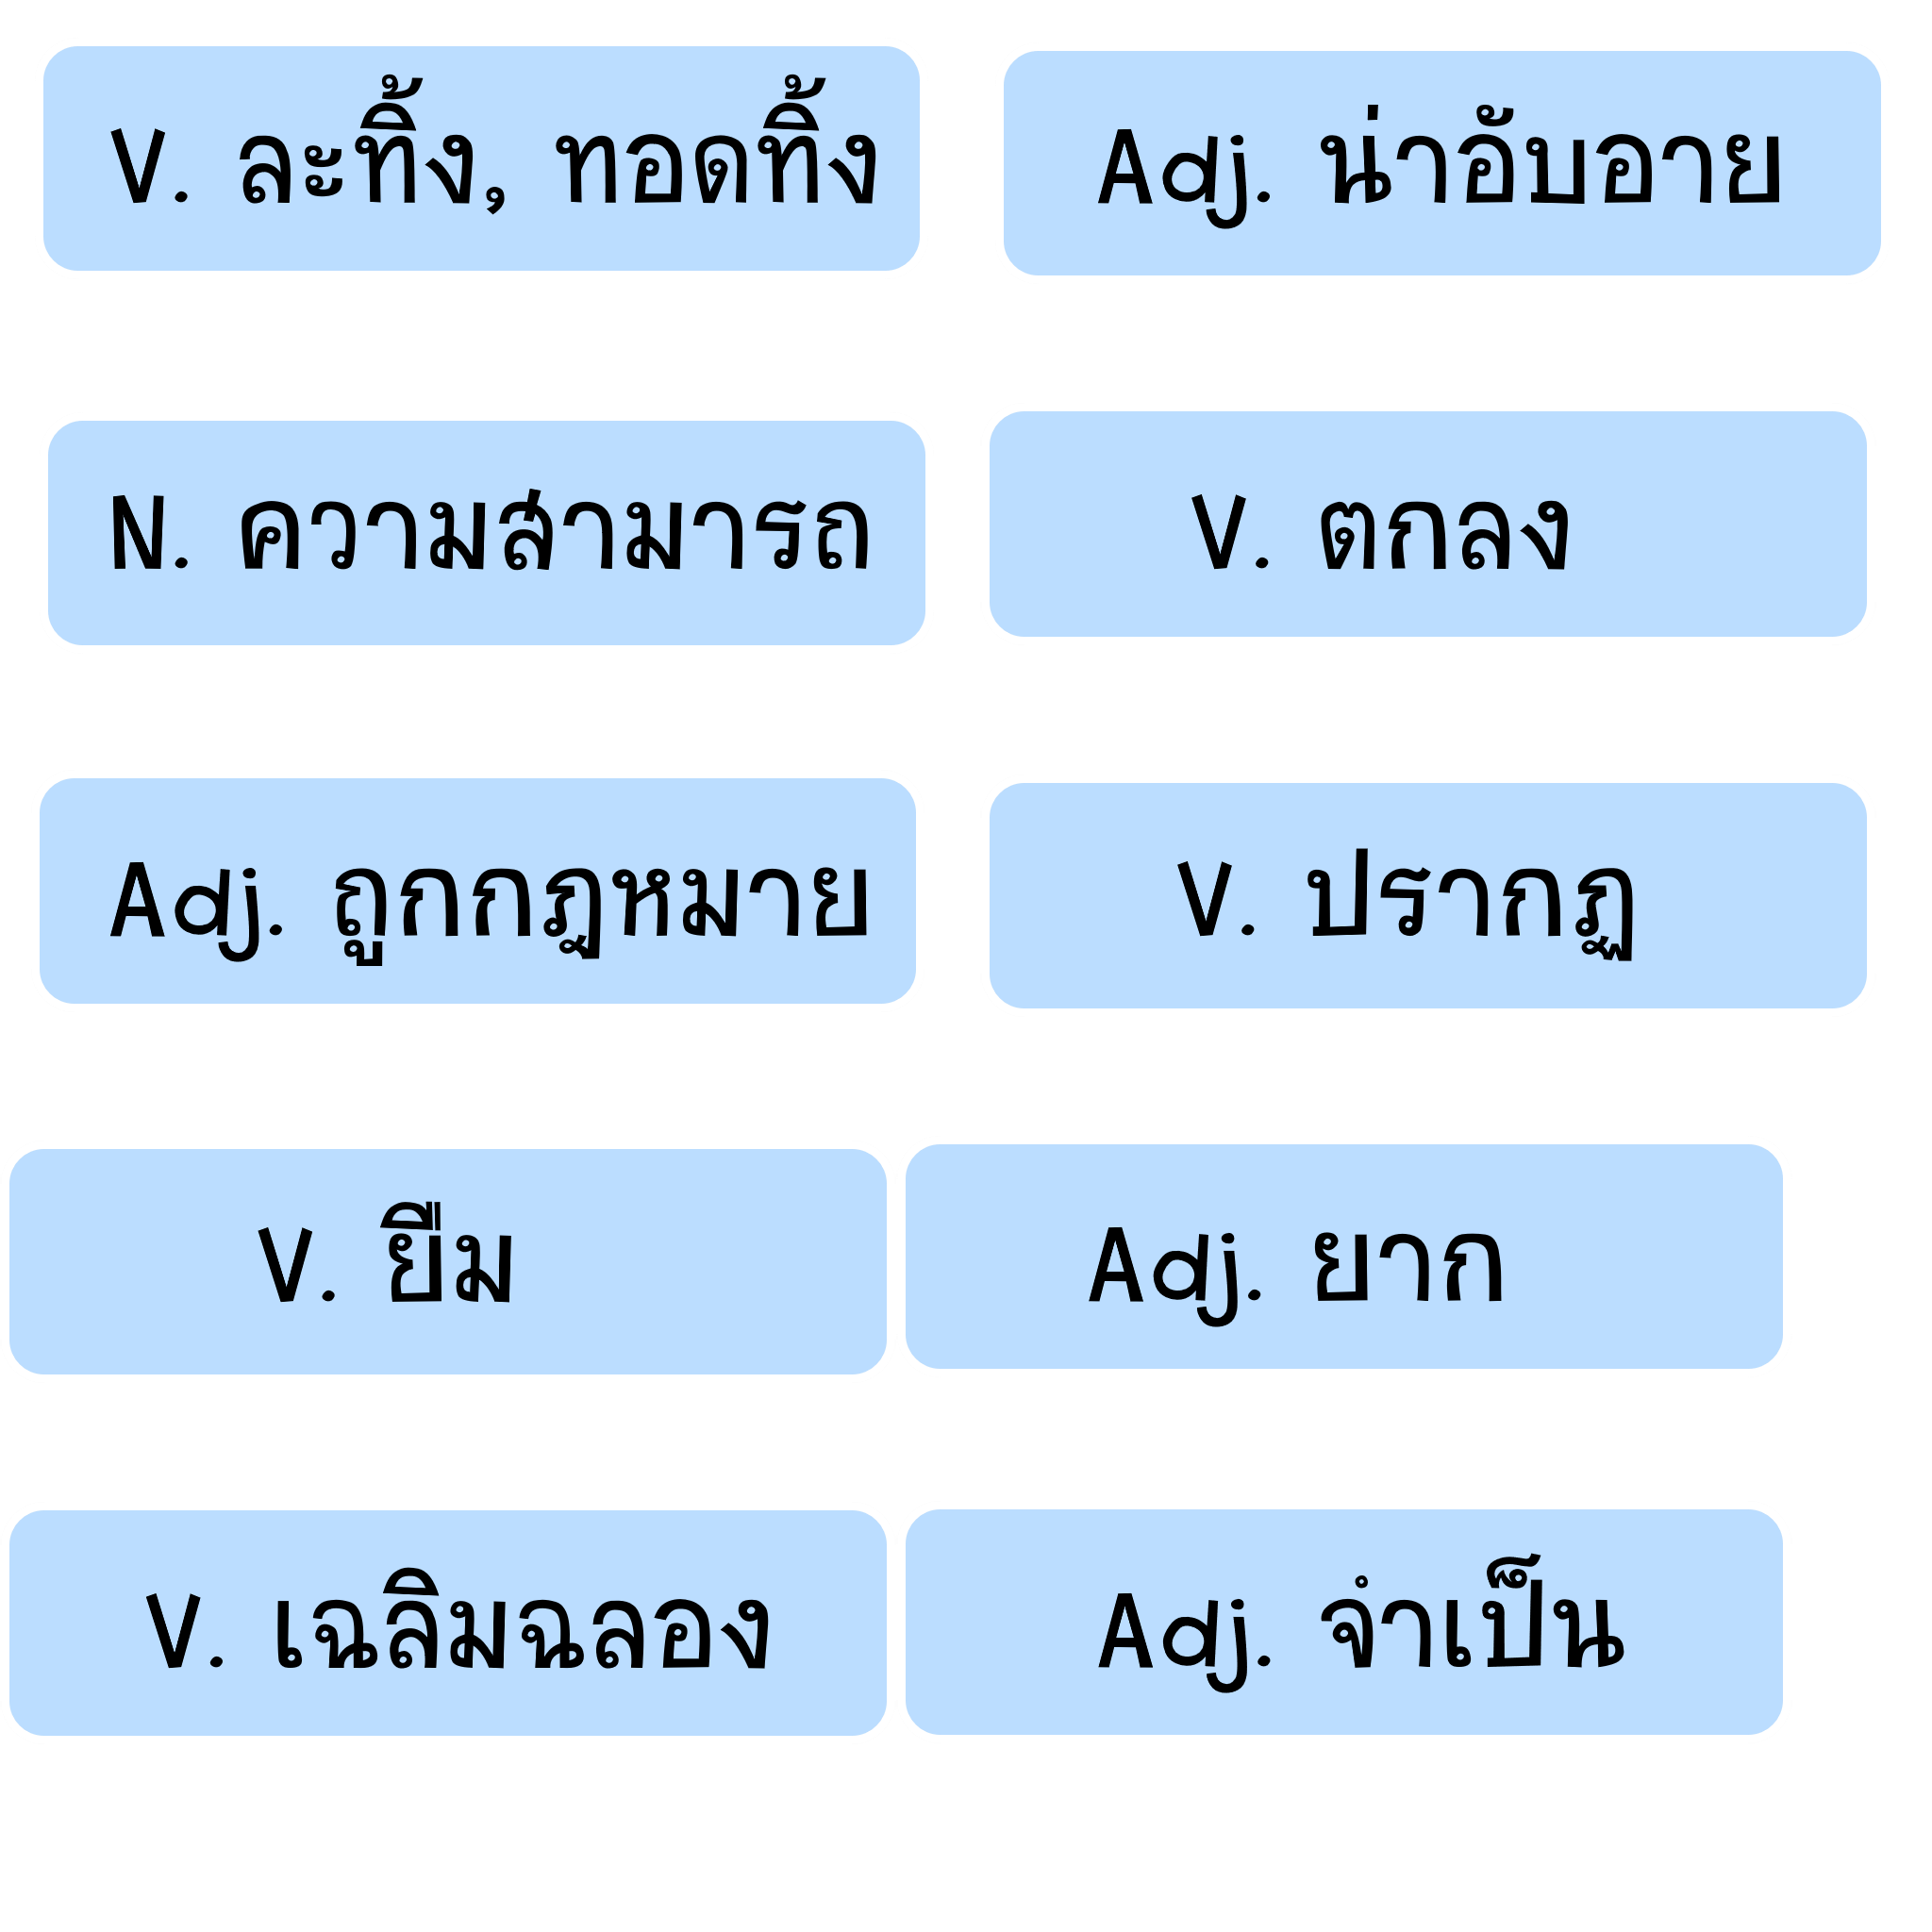 V. ละทิ้ง, ทอดทิ้ง
Adj. น่าอับอาย
N. ความสามารถ
V. ตกลง
Adj. ถูกกฎหมาย
V. ปรากฏ
V. ยืม
Adj. ยาก
V. เฉลิมฉลอง
Adj. จำเป็น